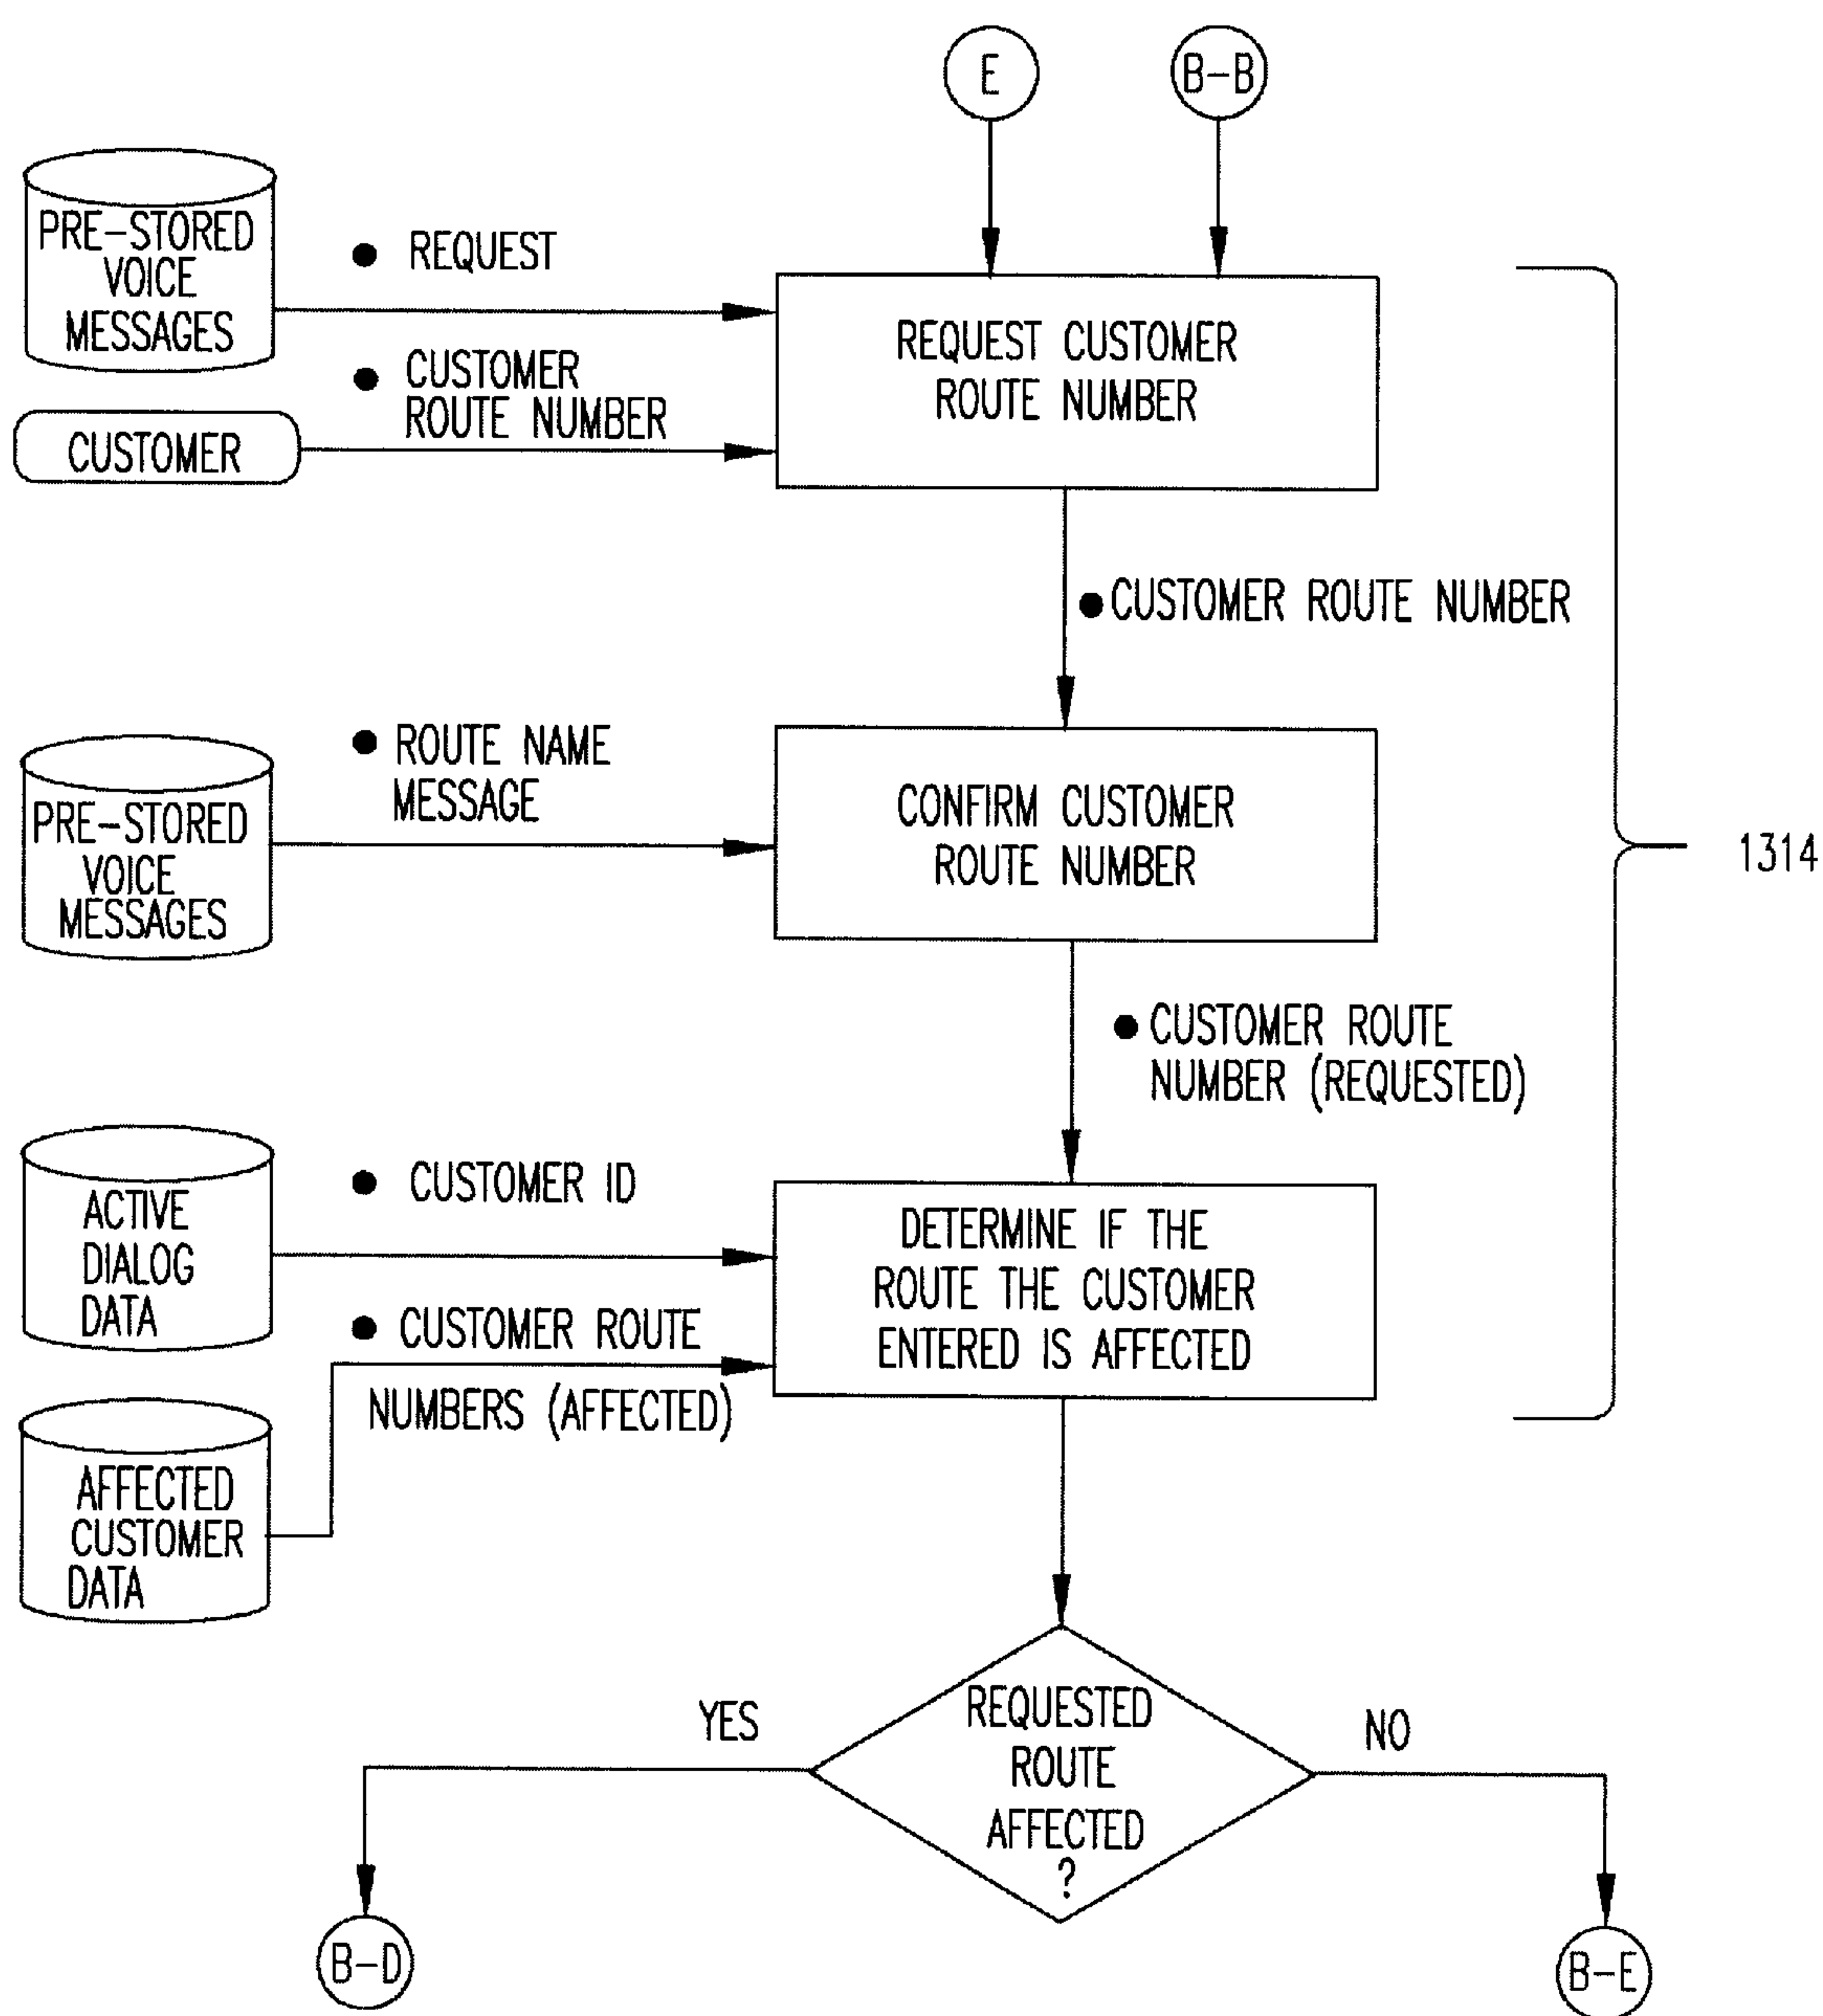 E
B-B
PRE-STORED
VOICE
MESSAGES
● REQUEST
● CUSTOMER
ROUTE NUMBER
CUSTOMER
REQUEST CUSTOMER
ROUTE NUMBER
● CUSTOMER ROUTE NUMBER
PRE-STORED
VOICE
MESSAGES
● ROUTE NAME
MESSAGE
CONFIRM CUSTOMER
ROUTE NUMBER
1314
● CUSTOMER ROUTE
NUMBER (REQUESTED)
ACTIVE
DIALOG
DATA
● CUSTOMER ID
● CUSTOMER ROUTE
NUMBERS (AFFECTED)
DETERMINE IF THE
ROUTE THE CUSTOMER
ENTERED IS AFFECTED
AFFECTED
CUSTOMER
DATA
REQUESTED
ROUTE
AFFECTED
?
YES
NO
B-D
B-E